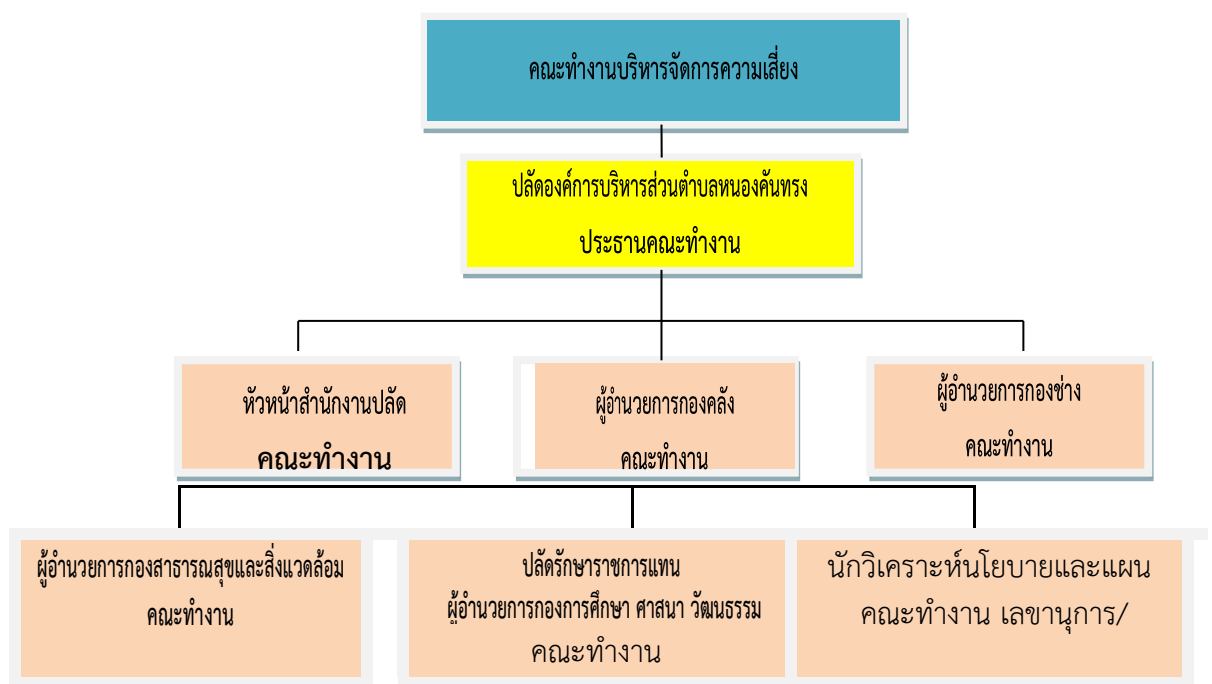 คณะทำงานบริหารจัดการความเสี่ยง
ปลัดองค์การบริหารส่วนตำบลหนองคันทรง
ประธานคณะทำงาน
หัวหน้าสำนักงานปลัด
คณะทำงาน
ผู้อำนวยการกองคลัง
คณะทำงาน
ผู้อำนวยการกองช่าง
คณะทำงาน
ผู้อำนวยการกองสาธารณสุขและสิ่งแวดล้อม
คณะทำงาน
ปลัดรักษาราชการแทน
ผู้อำนวยการกองการศึกษา ศาสนา วัฒนธรรม
คณะทำงาน
นักวิเคราะห์นโยบายและแผน
คณะทำงาน เลขานุการ/